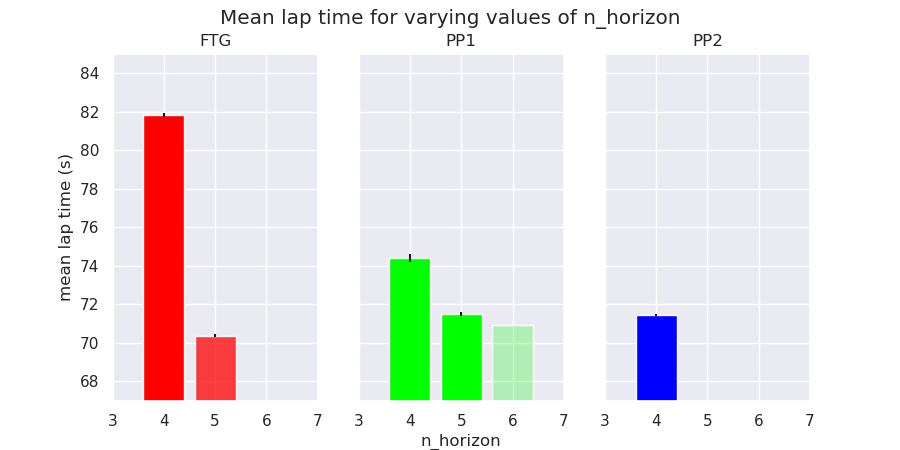 Mean lap time for varying values of n_horizon
FTG PP1 PP2
84
82
80
78
76
74
72
70
68
mean lap time (s)
3 4 5 6 7 3 4 5 6 7 3 4 5 6 7
n_horizon